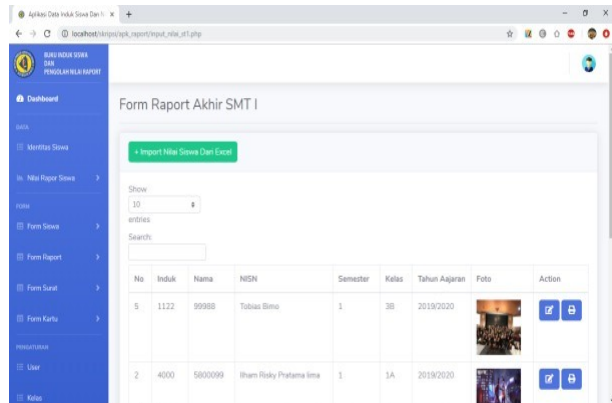 Aplikasi Data Induk Siswa Dan N
localhost/skripsi/apk_raport/input_nilai_st1.php
BUKU INDUK SISWA
DAN
PENGOLAH NILAI RAPORT
Dashboard
DATA
Identitas Siswa
Nilai Rapor Siswa
FORM
Form Siswa
Form Raport
Form Surat
Form Kartu
PENGATURAN
User
Kelas
Form Raport Akhir SMT I
+ Import Nilai Siswa Dari Excel
Show
10
entries
Search:
No Induk Nama NISN Semester Kelas Tahun Aajaran Foto Action
5 1122 99988 Tobias Bimo 1 3B 2019/2020
2 4000 5800099 Ilham Risky Pratama lima 1 1A 2019/2020